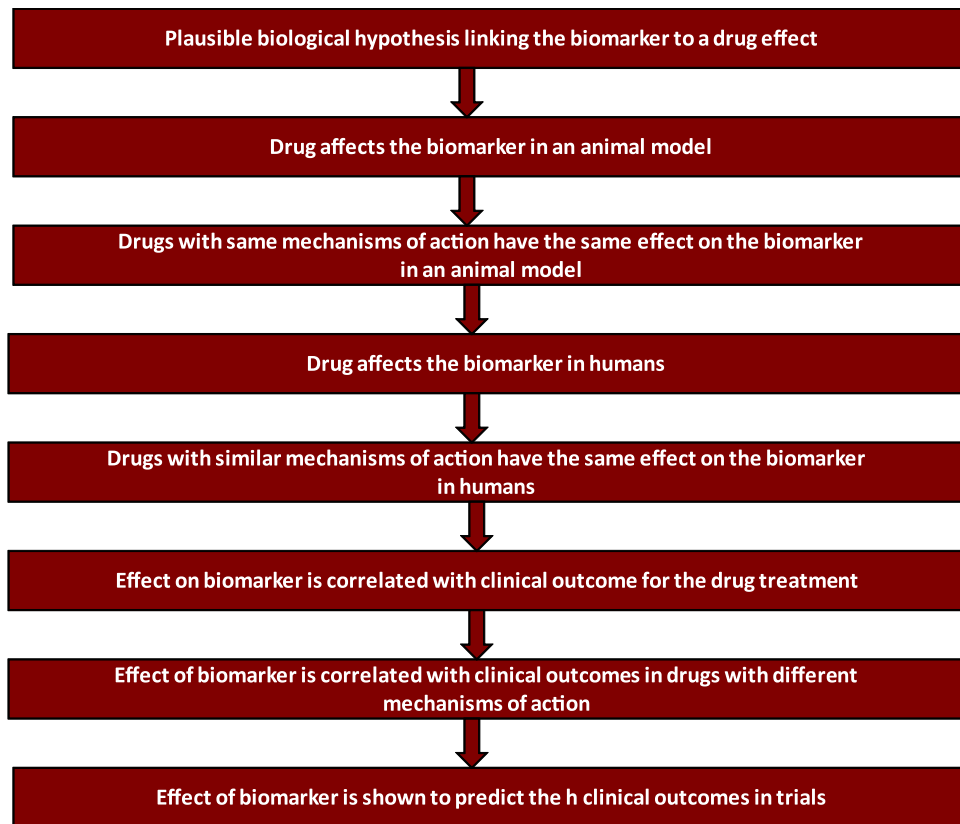 Plausible biological hypothesis linking the biomarker to a drug effect
Drug affects the biomarker in an animal model
Drugs with same mechanisms of action have the same effect on the biomarker
in an animal model
Drug affects the biomarker in humans
Drugs with similar mechanisms of action have the same effect on the biomarker
in humans
Effect on biomarker is correlated with clinical outcome for the drug treatment
Effect of biomarker is correlated with clinical outcomes in drugs with different
mechanisms of action
Effect of biomarker is shown to predict the h clinical outcomes in trials